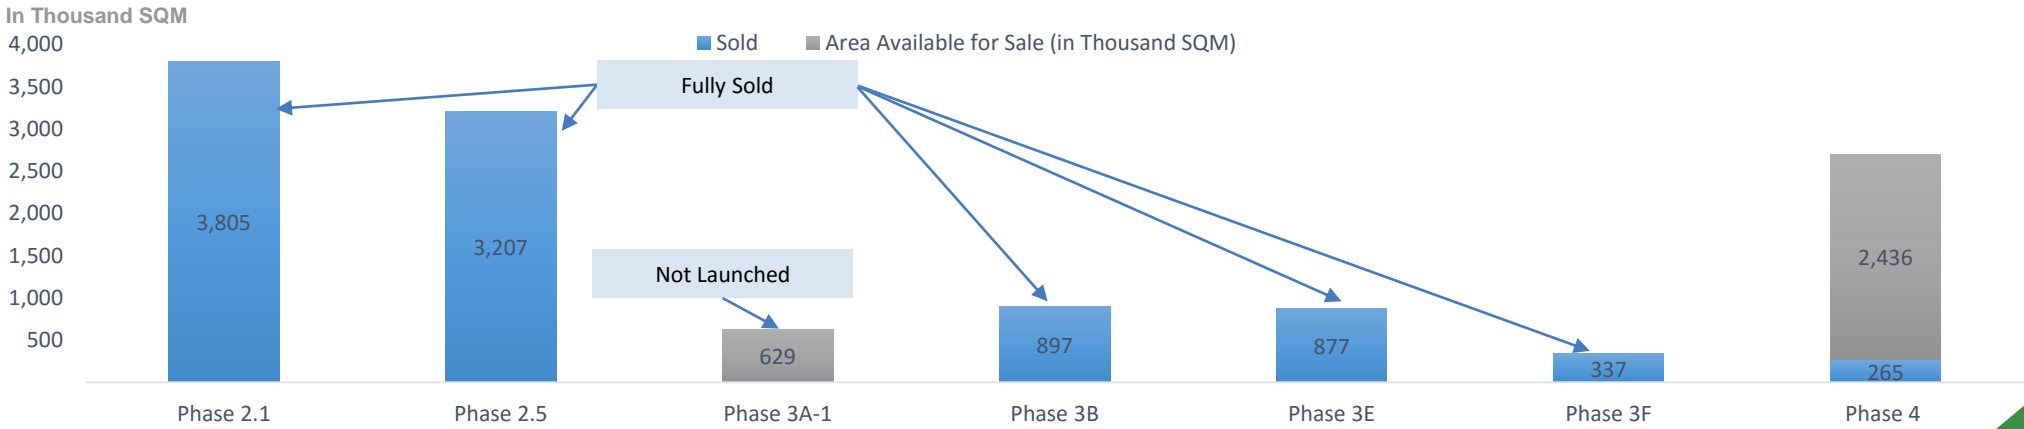 In Thousand SQM
4,000
Sold
Area Available for Sale (in Thousand SQM)
3,500
Fully Sold
3,000
2,500
2,000
3,805
3,207
1,500
Not Launched
2,436
1,000
500
629
897
877
337
265
Phase 2.1
Phase 2.5
Phase 3A-1
Phase 3B
Phase 3E
Phase 3F
Phase 4